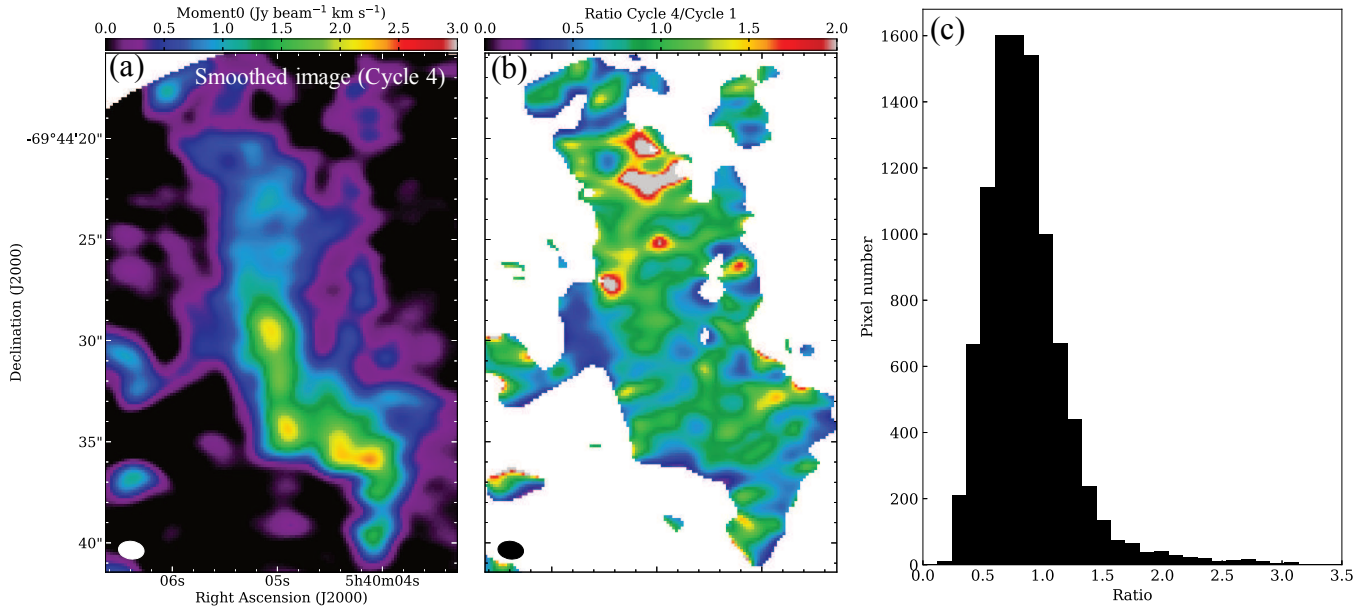 Moment0 (Jy beam⁻¹ km s⁻¹)
0.0 0.5 1.0 1.5 2.0 2.5 3.0
(a)
Smoothed image (Cycle 4)
-69°44'20"
25"
30"
35"
40"
Declination (J2000)
06s 05s 5h40m04s
Right Ascension (J2000)
Ratio Cycle 4/Cycle 1
0.0 0.5 1.0 1.5 2.0
(b)
(c)
1600
1400
1200
1000
800
600
400
200
0
Pixel number
0.0 0.5 1.0 1.5 2.0 2.5 3.0 3.5
Ratio